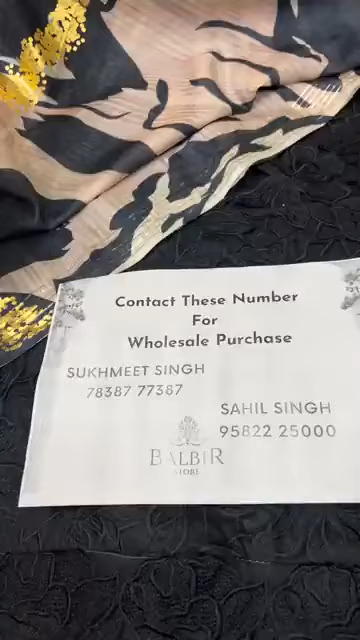 Contact These Number
For
Wholesale Purchase
SUKHMEET SINGH
78387 77387
SAHIL SINGH
95822 25000
BALBIR
STORE